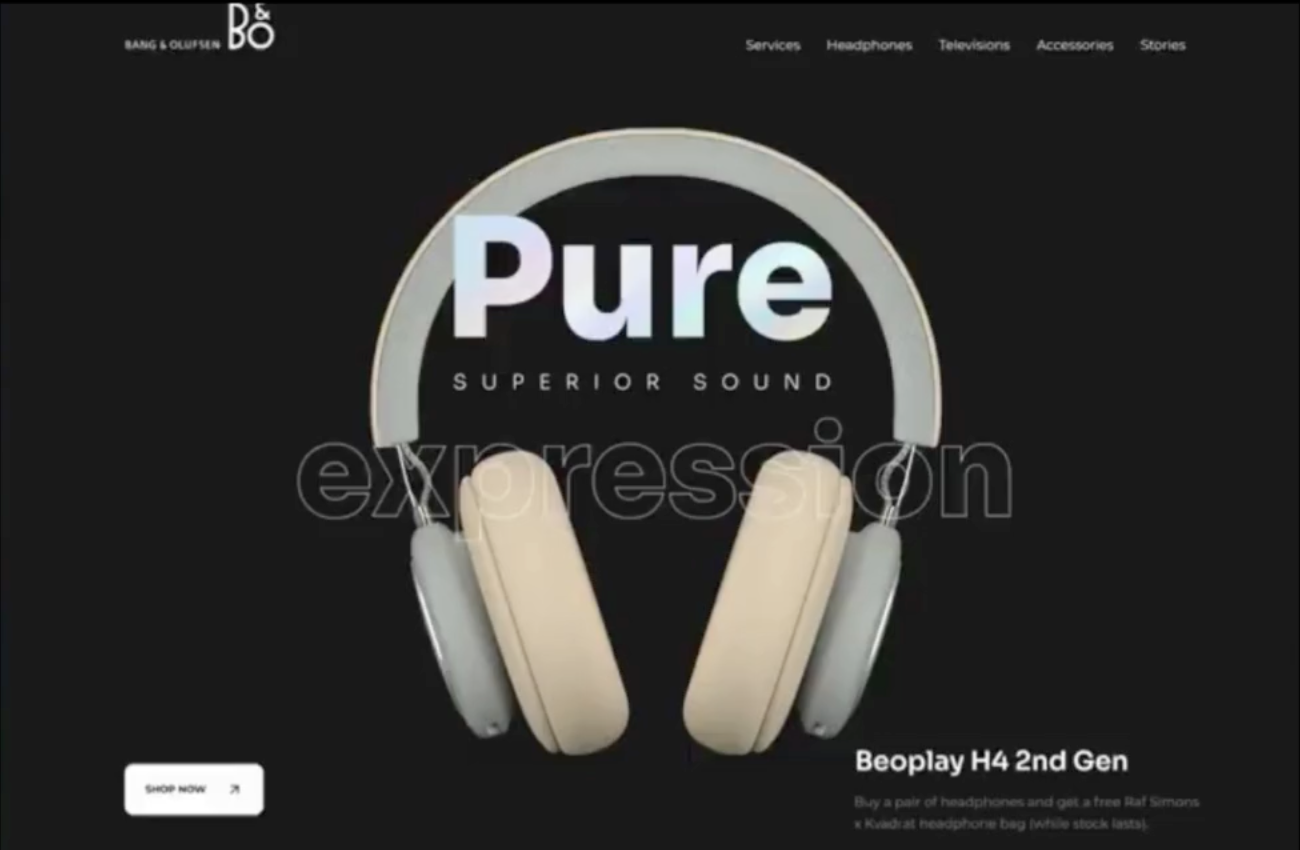 BANG & OLUFSEN B&O
Services Headphones Televisions Accessories Stories
Pure
SUPERIOR SOUND
expression
Beoplay H4 2nd Gen
SHOP NOW
Buy a pair of headphones and get a free Raf Simons
x Kvadrat headphone bag (while stock lasts).